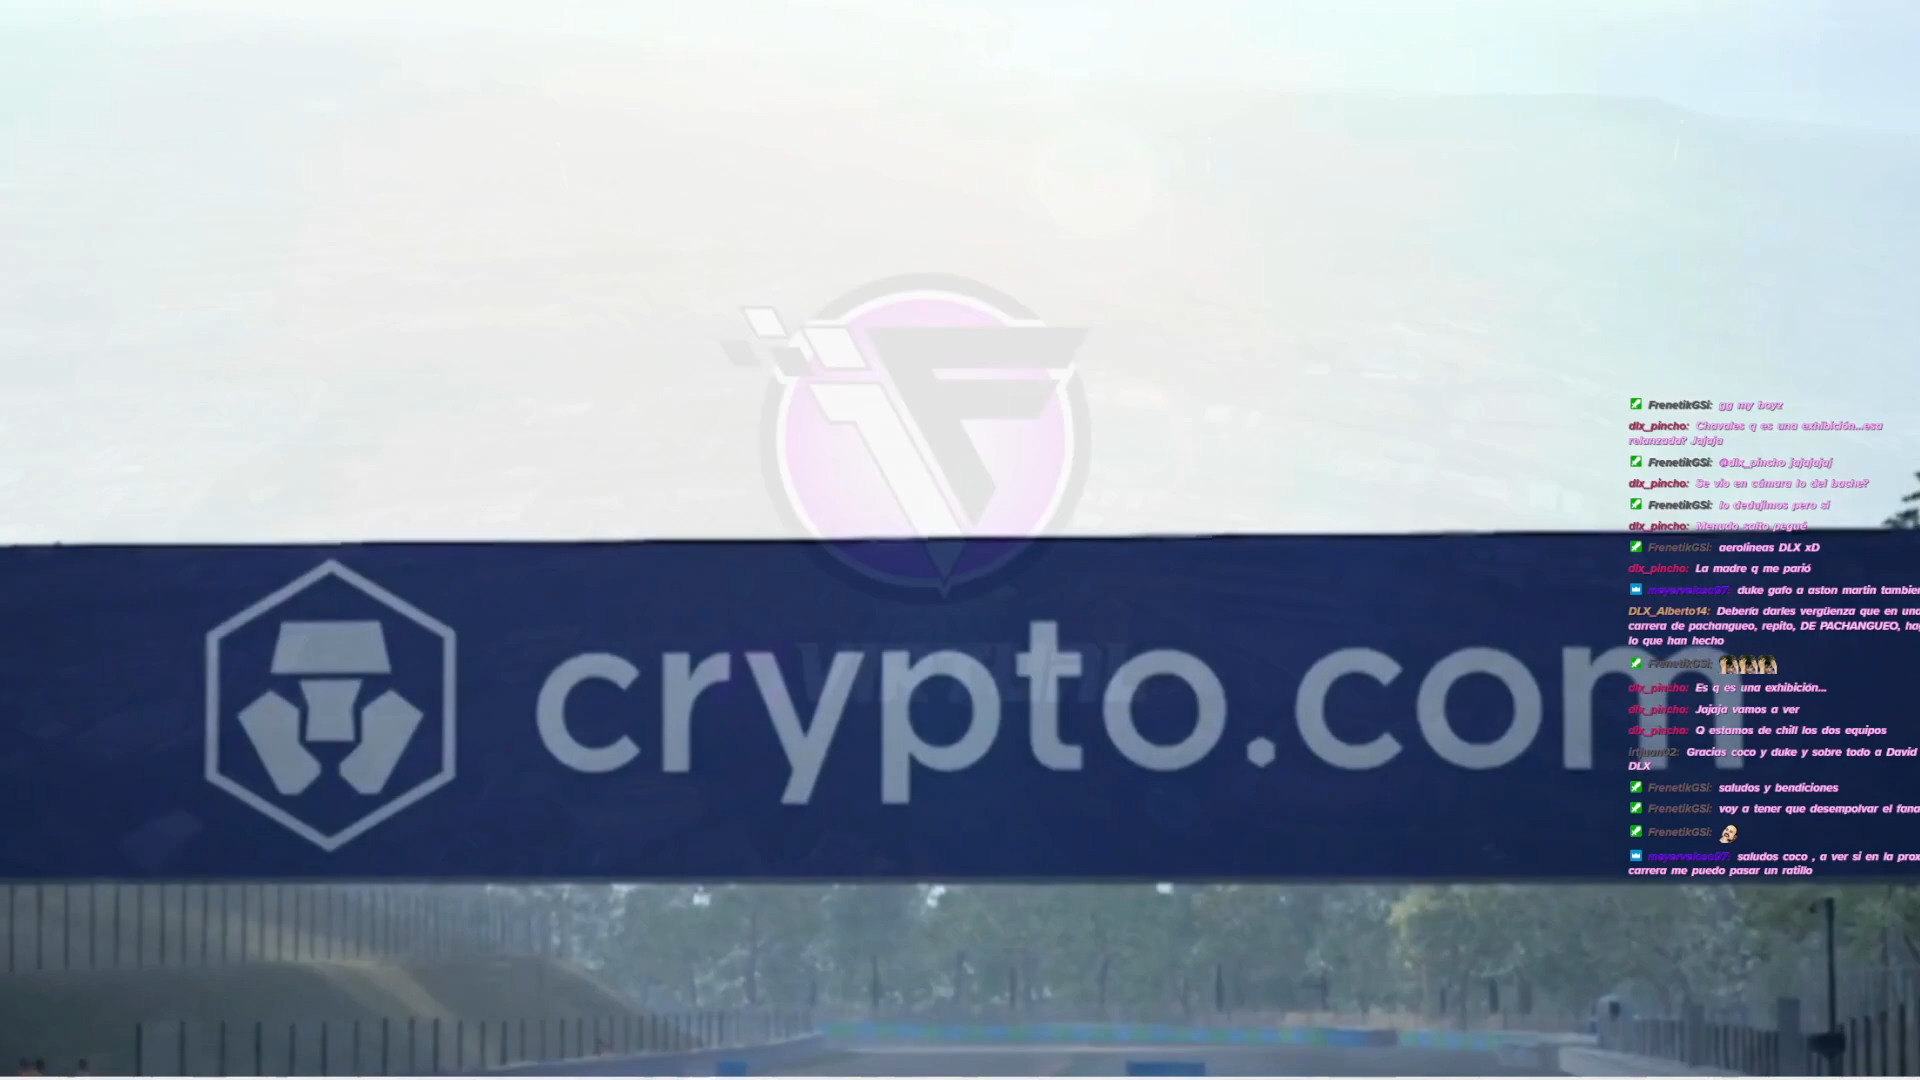 FrenetikGSi: gg my boyz
dlx_pincho: Chavales q es una exhibición...esa
relanzada? Jajaja
FrenetikGSi: @dlx_pincho jajajajaj
dlx_pincho: Se vio en cámara lo del bache?
FrenetikGSi: lo dedujimos pero si
dlx_pincho: Menudo salto pegué
FrenetikGSi: aerolíneas DLX xD
dlx_pincho: La madre q me parió
duke gafo a aston martin tambien
DLX_Alberto14: Debería darles vergüenza que en una
carrera de pachangueo, repito, DE PACHANGUEO, ha
lo que han hecho
FrenetikGSi:
dlx_pincho: Es q es una exhibición...
dlx_pincho: Jajaja vamos a ver
dlx_pincho: Q estamos de chill los dos equipos
Gracias coco y duke y sobre todo a David
DLX
FrenetikGSi: saludos y bendiciones
FrenetikGSi: voy a tener que desempolvar el fana
FrenetikGSi:
saludos coco , a ver si en la prox
carrera me puedo pasar un ratillo
crypto.com
VIRTUAL